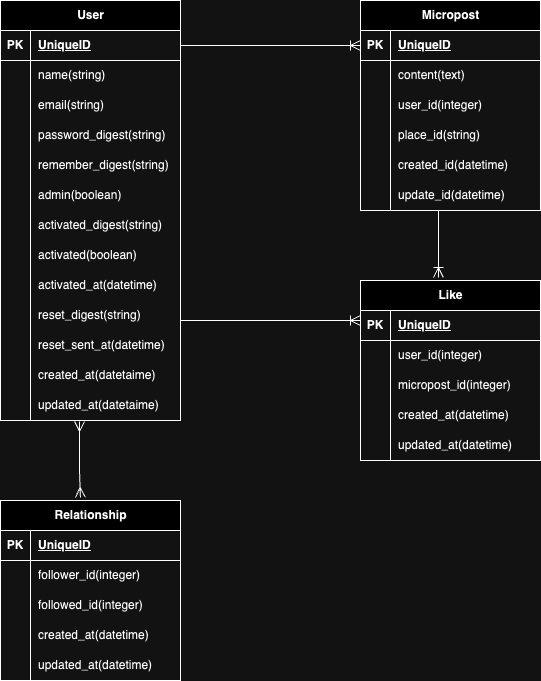 User
PK UniqueID
name(string)
email(string)
password_digest(string)
remember_digest(string)
admin(boolean)
activated_digest(string)
activated(boolean)
activated_at(datetime)
reset_digest(string)
reset_sent_at(datetime)
created_at(datetaime)
updated_at(datetaime)
Micropost
PK UniqueID
content(text)
user_id(integer)
place_id(string)
created_id(datetime)
update_id(datetime)
Like
PK UniqueID
user_id(integer)
micropost_id(integer)
created_at(datetime)
updated_at(datetime)
Relationship
PK UniqueID
follower_id(integer)
followed_id(integer)
created_at(datetime)
updated_at(datetime)